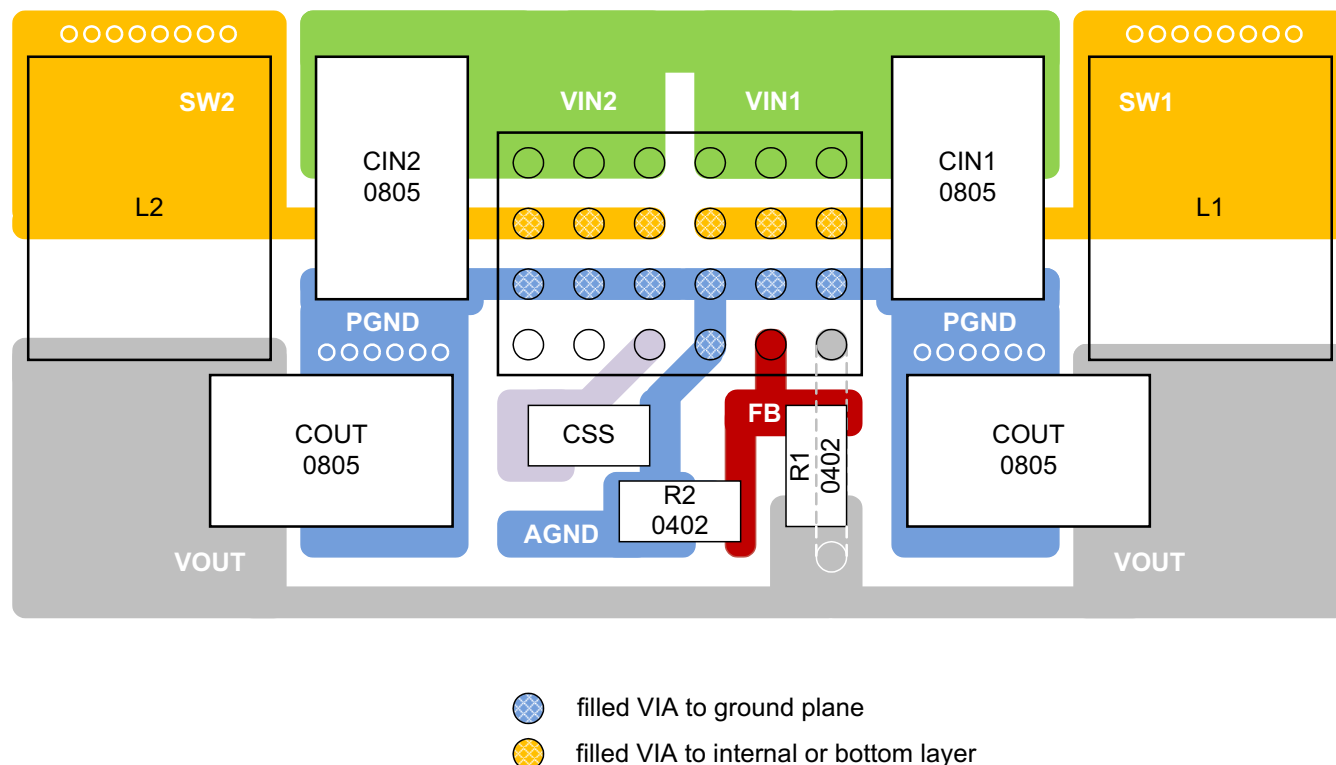 SW2
VIN2
VIN1
SW1
CIN2
0805
CIN1
0805
L2
L1
PGND
PGND
FB
CSS
COUT
0805
COUT
0805
R1
0402
R2
0402
AGND
VOUT
VOUT
filled VIA to ground plane
filled VIA to internal or bottom layer